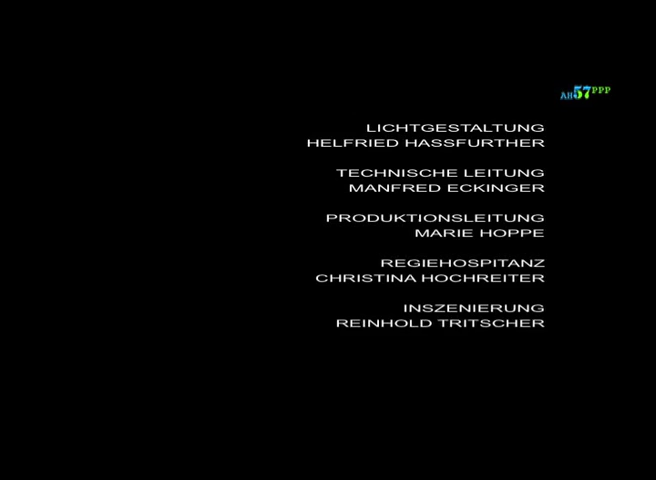 AH57PPP
LICHTGESTALTUNG
HELFRIED HASSFURTHER
TECHNISCHE LEITUNG
MANFRED ECKINGER
PRODUKTIONSLEITUNG
MARIE HOPPE
REGIEHOSPITANZ
CHRISTINA HOCHREITER
INSZENIERUNG
REINHOLD TRITSCHER